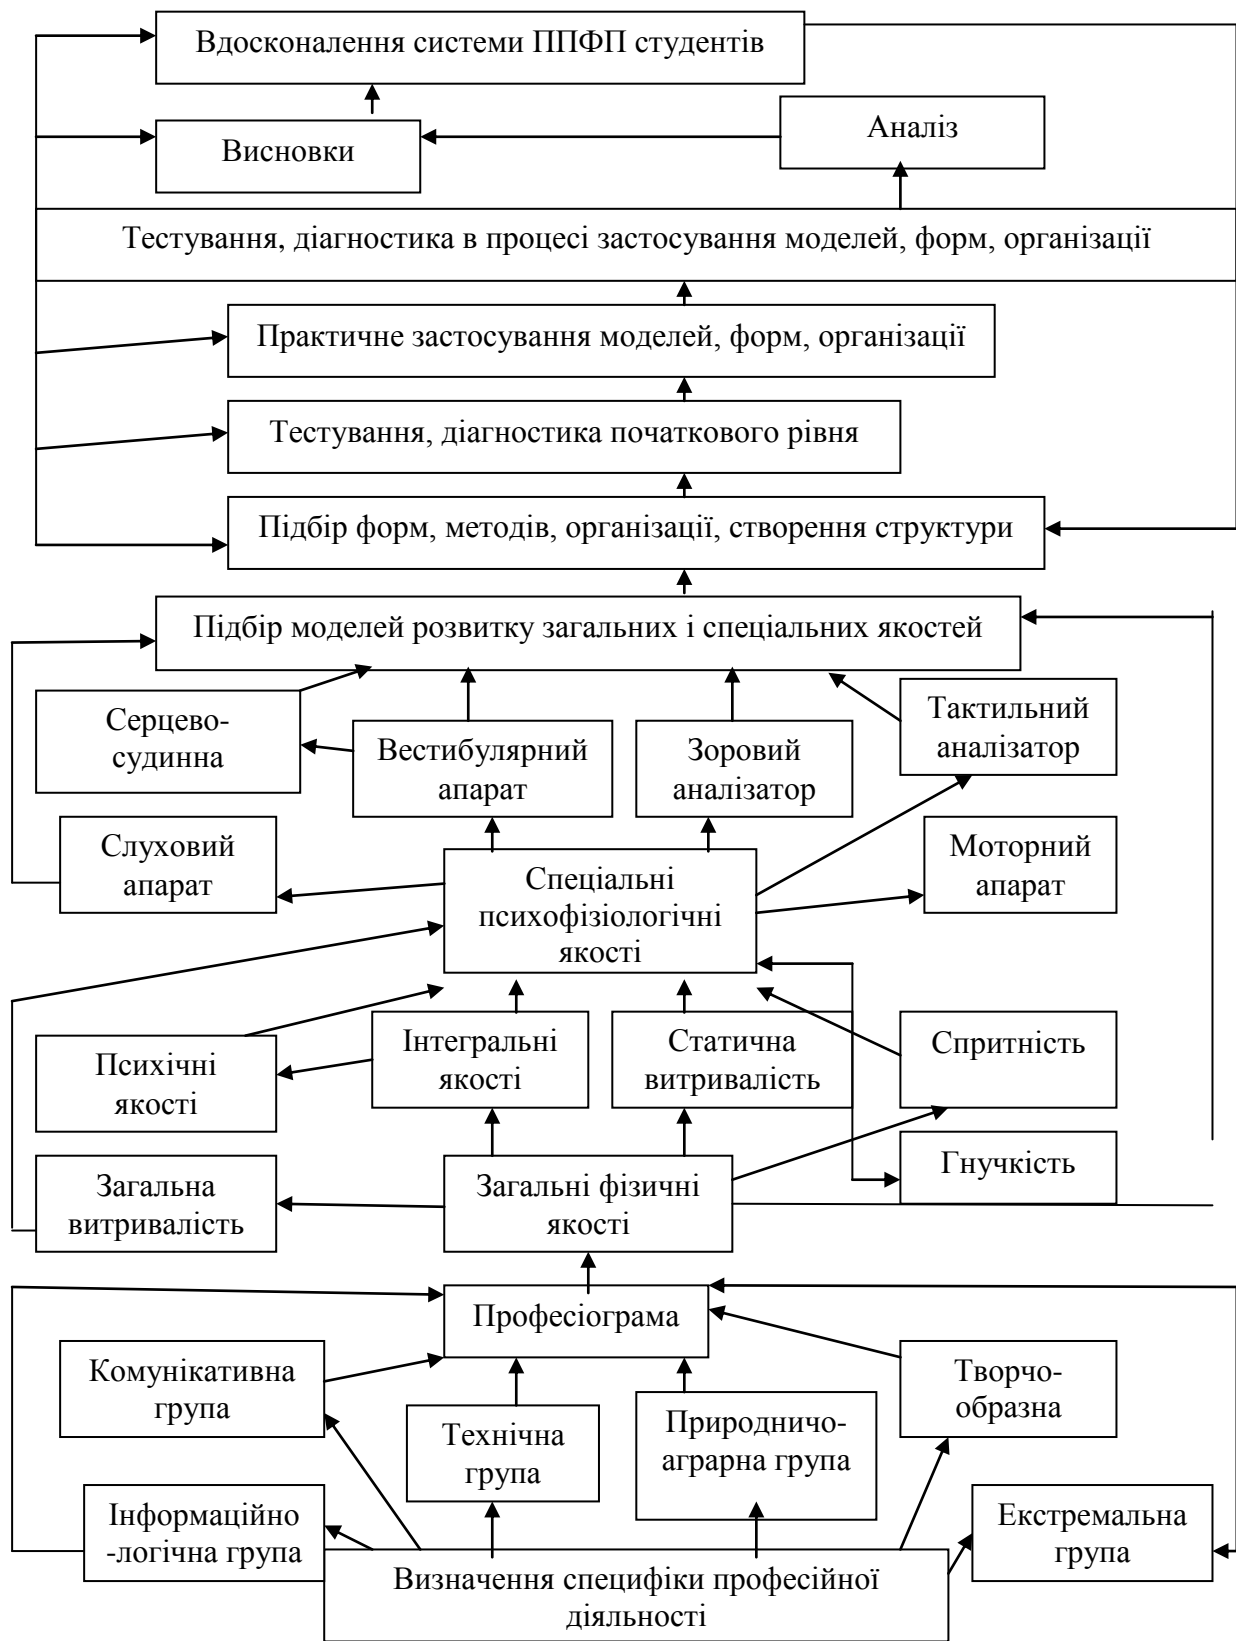 Вдосконалення системи ППФП студентів
Аналіз
Висновки
Тестування, діагностика в процесі застосування моделей, форм, організації
Практичне застосування моделей, форм, організації
Тестування, діагностика початкового рівня
Підбір форм, методів, організації, створення структури
Підбір моделей розвитку загальних і спеціальних якостей
Серцево-
судинна
Вестибулярний
апарат
Зоровий
аналізатор
Тактильний
аналізатор
Слуховий
апарат
Спеціальні
психофізіологічні
якості
Моторний
апарат
Психічні
якості
Інтегральні
якості
Статична
витривалість
Спритність
Гнучкість
Загальна
витривалість
Загальні фізичні
якості
Професіограма
Комунікативна
група
Технічна
група
Природничо-
аграрна група
Творчо-
образна
Інформаційно
-логічна група
Екстремальна
група
Визначення специфіки професійної
діяльності